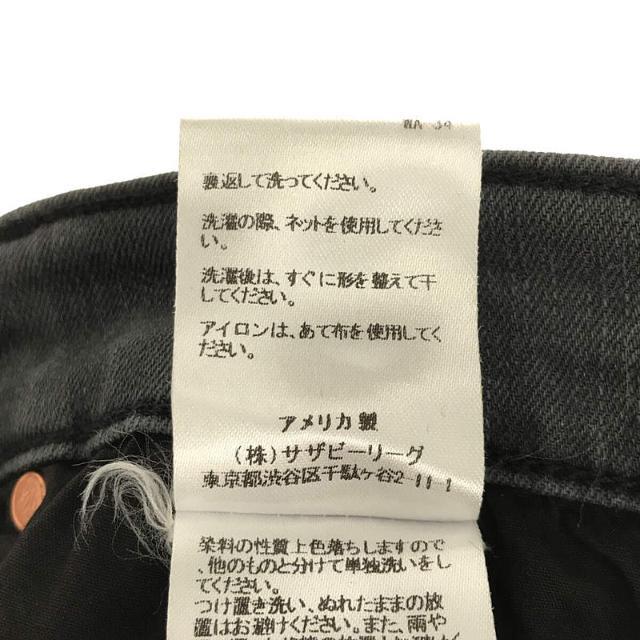 裏返して洗ってください。
洗濯の際、ネットを使用してくださ
い。
洗濯後は、すぐに形を整えて干
してください。
アイロンは、あて布を使用してく
ださい。
アメリカ製
(株)サザビーリーグ
東京都渋谷区千駄ヶ谷2-11-1
染料の性質上色落ちしますので
、他のものと分けて単独洗いをし
てください。
つけ置き洗い、ぬれたままの放
置はお避けください。また、雨や